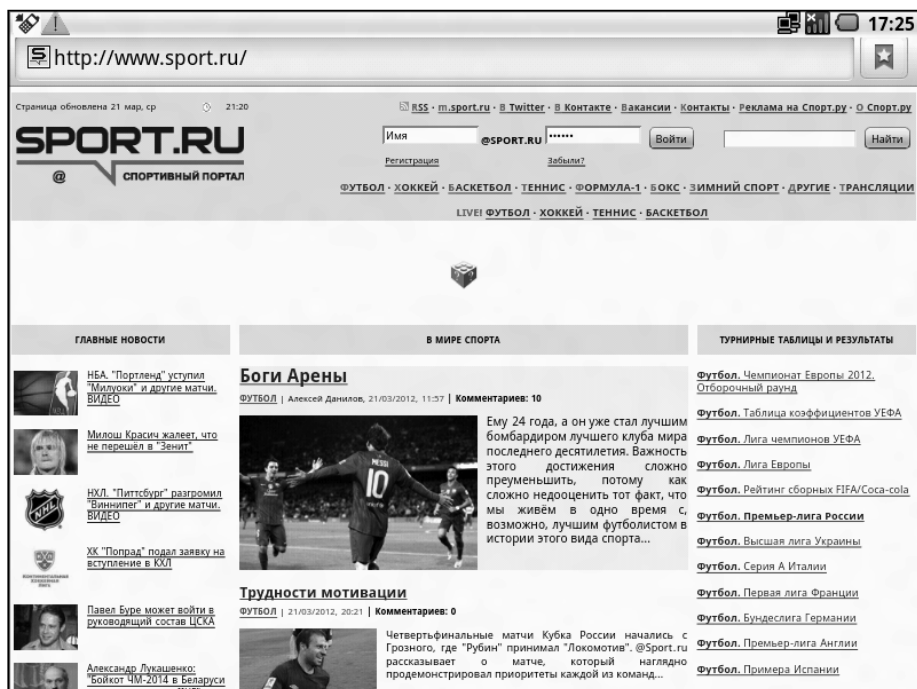 17:25
http://www.sport.ru/
Страница обновлена 21 мар, ср 21:20
RSS · m.sport.ru · В Twitter · В Контакте · Вакансии · Контакты · Реклама на Спорт.ру · О Спорт.ру
SPORT.RU
@ СПОРТИВНЫЙ ПОРТАЛ
Имя @SPORT.RU •••••• Войти Найти
Регистрация Забыли?
ФУТБОЛ · ХОККЕЙ · БАСКЕТБОЛ · ТЕННИС · ФОРМУЛА-1 · БОКС · ЗИМНИЙ СПОРТ · ДРУГИЕ · ТРАНСЛЯЦИИ
LIVE! ФУТБОЛ · ХОККЕЙ · ТЕННИС · БАСКЕТБОЛ
ГЛАВНЫЕ НОВОСТИ
НБА. "Портленд" уступил
"Милуоки" и другие матчи.
ВИДЕО
Милош Красич жалеет, что
не перешёл в "Зенит"
NHL
НХЛ. "Питтсбург" разгромил
"Виннипег" и другие матчи.
ВИДЕО
ХК "Попрад" подал заявку на
вступление в КХЛ
Павел Буре может войти в
руководящий состав ЦСКА
Александр Лукашенко:
"Бойкот ЧМ-2014 в Беларуси
В МИРЕ СПОРТА
Боги Арены
ФУТБОЛ | Алексей Данилов, 21/03/2012, 11:57 | Комментариев: 10
MESSI
10
Ему 24 года, а он уже стал лучшим
бомбардиром лучшего клуба мира
последнего десятилетия. Важность
этого достижения сложно
преуменьшить, потому как
сложно недооценить тот факт, что
мы живём в одно время с,
возможно, лучшим футболистом в
истории этого вида спорта...
Трудности мотивации
ФУТБОЛ | 21/03/2012, 20:21 | Комментариев: 0
Четвертьфинальные матчи Кубка России начались с
Грозного, где "Рубин" принимал "Локомотив". @Sport.ru
рассказывает о матче, который наглядно
продемонстрировал приоритеты каждой из команд...
ТУРНИРНЫЕ ТАБЛИЦЫ И РЕЗУЛЬТАТЫ
Футбол. Чемпионат Европы 2012.
Отборочный раунд
Футбол. Таблица коэффициентов УЕФА
Футбол. Лига чемпионов УЕФА
Футбол. Лига Европы
Футбол. Рейтинг сборных FIFA/Coca-cola
Футбол. Премьер-лига России
Футбол. Высшая лига Украины
Футбол. Серия А Италии
Футбол. Первая лига Франции
Футбол. Бундеслига Германии
Футбол. Премьер-лига Англии
Футбол. Примера Испании